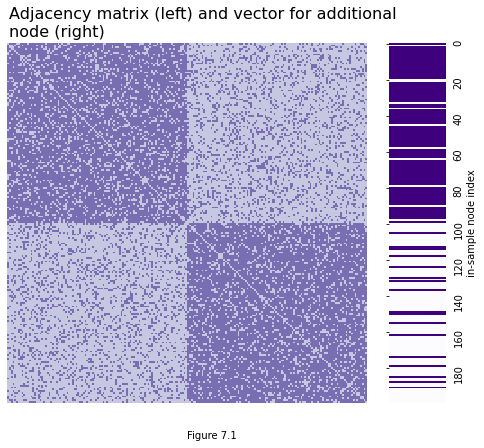 Adjacency matrix (left) and vector for additional
node (right)
0
20
40
60
80
100
120
140
160
180
in-sample node index
Figure 7.1